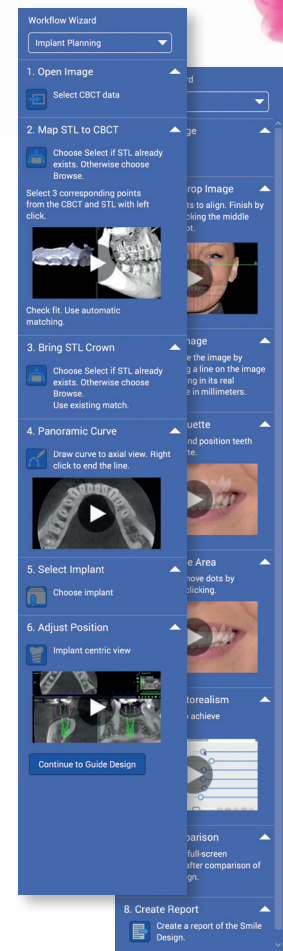 Workflow Wizard
Implant Planning
1. Open Image
Select CBCT data
2. Map STL to CBCT
Choose Select if STL already
exists. Otherwise choose
Browse.
Select 3 corresponding points
from the CBCT and STL with left
click.
Check fit. Use automatic
matching.
3. Bring STL Crown
Choose Select if STL already
exists. Otherwise choose
Browse.
Use existing match.
4. Panoramic Curve
Draw curve to axial view. Right
click to end the line.
5. Select Implant
Choose implant
6. Adjust Position
Implant centric view
Continue to Guide Design
rop Image
ts to align. Finish by
cking the middle
ot.
mage
e the image by
g a line on the image
ng in its real
e in millimeters.
uette
nd position teeth
te.
e Area
nove dots by
licking.
torealism
o achieve
parison
full-screen
after comparison of
gn.
8. Create Report
Create a report of the Smile
Design.